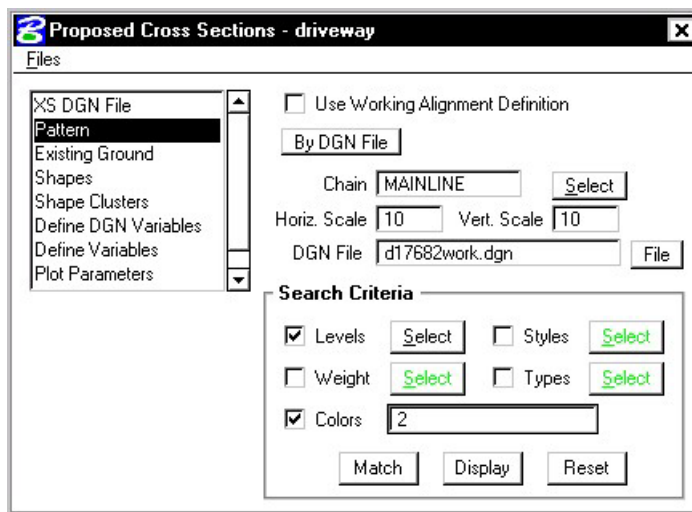 Proposed Cross Sections - driveway
Files
XS DGN File
Pattern
Existing Ground
Shapes
Shape Clusters
Define DGN Variables
Define Variables
Plot Parameters
Use Working Alignment Definition
By DGN File
Chain MAINLINE Select
Horiz. Scale 10 Vert. Scale 10
DGN File d17682work.dgn File
Search Criteria
Levels Select Styles Select
Weight Select Types Select
Colors 2
Match Display Reset